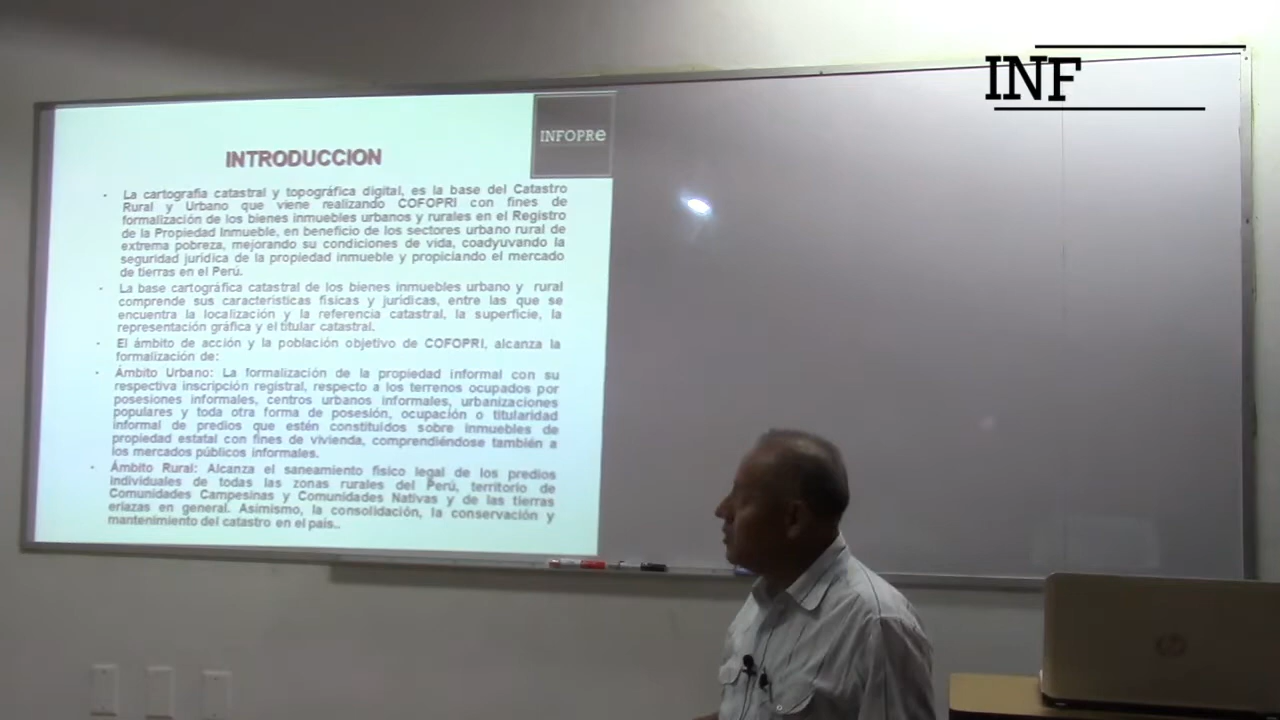 INF
INFOPRe
INTRODUCCION
• La cartografía catastral y topográfica digital, es la base del Catastro
Rural y Urbano que viene realizando COFOPRI con fines de
formalización de los bienes inmuebles urbanos y rurales en el Registro
de la Propiedad Inmueble, en beneficio de los sectores urbano rural de
extrema pobreza, mejorando su condiciones de vida, coadyuvando la
seguridad jurídica de la propiedad inmueble y propiciando el mercado
de tierras en el Perú.
• La base cartográfica catastral de los bienes inmuebles urbano y rural
comprende sus características físicas y jurídicas, entre las que se
encuentra la localización y la referencia catastral, la superficie, la
representación gráfica y el titular catastral.
• El ámbito de acción y la población objetivo de COFOPRI, alcanza la
formalización de:
• Ámbito Urbano: La formalización de la propiedad informal con su
respectiva inscripción registral, respecto a los terrenos ocupados por
posesiones informales, centros urbanos informales, urbanizaciones
populares y toda otra forma de posesión, ocupación o titularidad
informal de predios que estén constituídos sobre inmuebles de
propiedad estatal con fines de vivienda, comprendiéndose también a
los mercados públicos informales.
• Ámbito Rural: Alcanza el saneamiento físico legal de los predios
individuales de todas las zonas rurales del Perú, territorio de
Comunidades Campesinas y Comunidades Nativas y de las tierras
eriazas en general. Asimismo, la consolidación, la conservación y
mantenimiento del catastro en el país..
hp